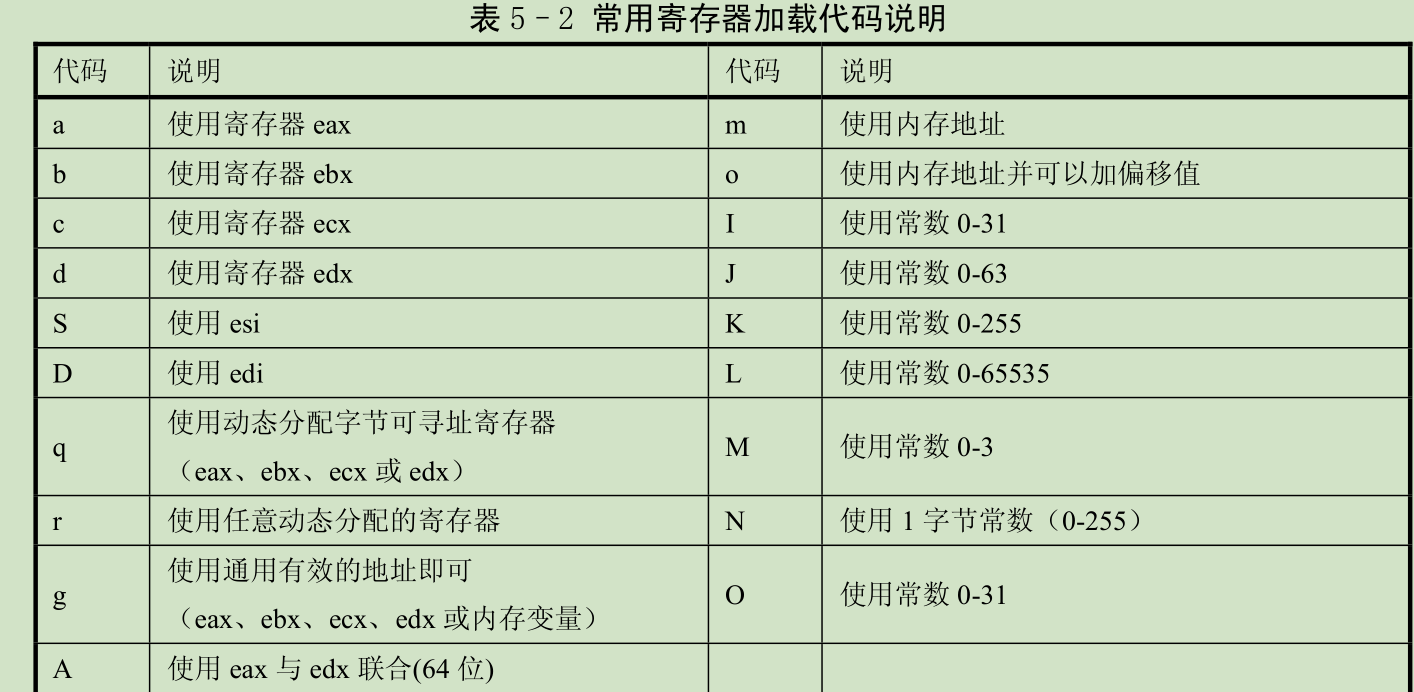 表 5-2 常用寄存器加载代码说明
代码 说明 代码 说明
a 使用寄存器 eax m 使用内存地址
b 使用寄存器 ebx o 使用内存地址并可以加偏移值
c 使用寄存器 ecx I 使用常数 0-31
d 使用寄存器 edx J 使用常数 0-63
S 使用 esi K 使用常数 0-255
D 使用 edi L 使用常数 0-65535
q 使用动态分配字节可寻址寄存器
（eax、ebx、ecx 或 edx） M 使用常数 0-3
r 使用任意动态分配的寄存器 N 使用 1 字节常数（0-255）
g 使用通用有效的地址即可
（eax、ebx、ecx、edx 或内存变量） O 使用常数 0-31
A 使用 eax 与 edx 联合(64 位)